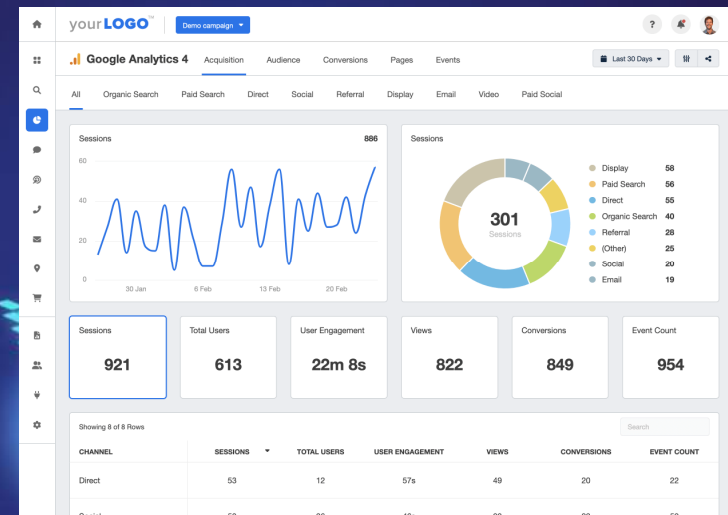 yourLOGO™ Demo campaign ?
Google Analytics 4 Acquisition Audience Conversions Pages Events Last 30 Days
All Organic Search Paid Search Direct Social Referral Display Email Video Paid Social
Sessions 886
60
40
20
0
30 Jan 6 Feb 13 Feb 20 Feb
Sessions
301
Sessions
Display 58
Paid Search 56
Direct 55
Organic Search 40
Referral 28
(Other) 25
Social 20
Email 19
Sessions Total Users User Engagement Views Conversions Event Count
921 613 22m 8s 822 849 954
Showing 8 of 8 Rows Search
CHANNEL SESSIONS TOTAL USERS USER ENGAGEMENT VIEWS CONVERSIONS EVENT COUNT
Direct 53 12 57s 49 20 22